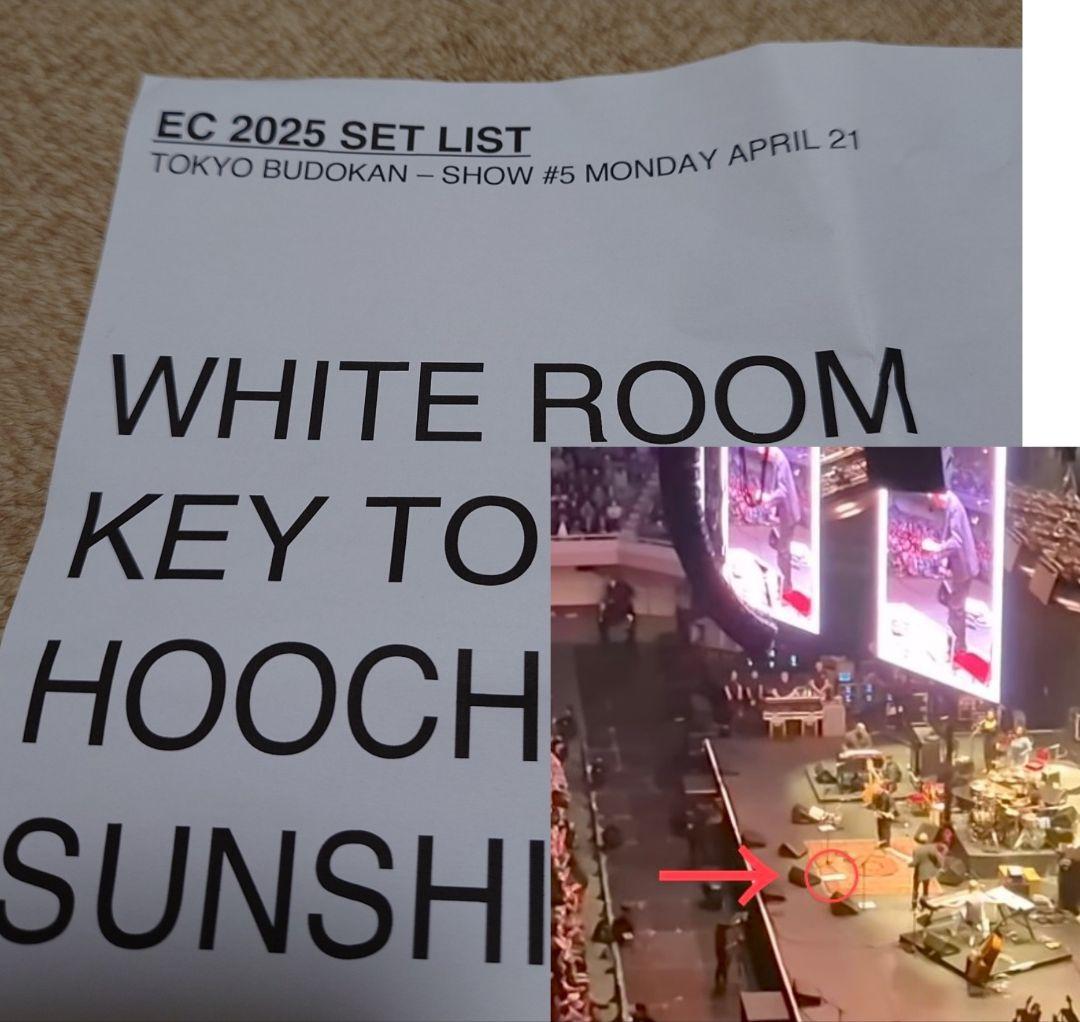 EC 2025 SET LIST
TOKYO BUDOKAN – SHOW #5 MONDAY APRIL 21
WHITE ROOM
KEY TO
HOOCH
SUNSHI